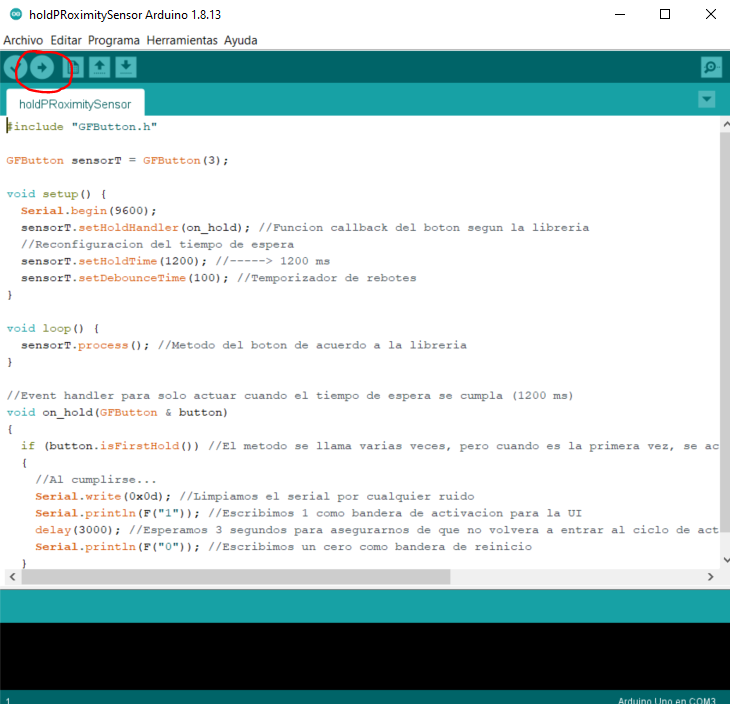 holdPRoximitySensor Arduino 1.8.13
Archivo Editar Programa Herramientas Ayuda
holdPRoximitySensor
#include "GFButton.h"
GFButton sensorT = GFButton(3);
void setup() {
Serial.begin(9600);
sensorT.setHoldHandler(on_hold); //Funcion callback del boton segun la libreria
//Reconfiguracion del tiempo de espera
sensorT.setHoldTime(1200); //-----> 1200 ms
sensorT.setDebounceTime(100); //Temporizador de rebotes
}
void loop() {
sensorT.process(); //Metodo del boton de acuerdo a la libreria
}
//Event handler para solo actuar cuando el tiempo de espera se cumpla (1200 ms)
void on_hold(GFButton & button)
{
if (button.isFirstHold()) //El metodo se llama varias veces, pero cuando es la primera vez, se ac
{
//Al cumplirse...
Serial.write(0x0d); //Limpiamos el serial por cualquier ruido
Serial.println(F("1")); //Escribimos 1 como bandera de activacion para la UI
delay(3000); //Esperamos 3 segundos para asegurarnos de que no volvera a entrar al ciclo de act
Serial.println(F("0")); //Escribimos un cero como bandera de reinicio
}
1
Arduino Uno en COM3